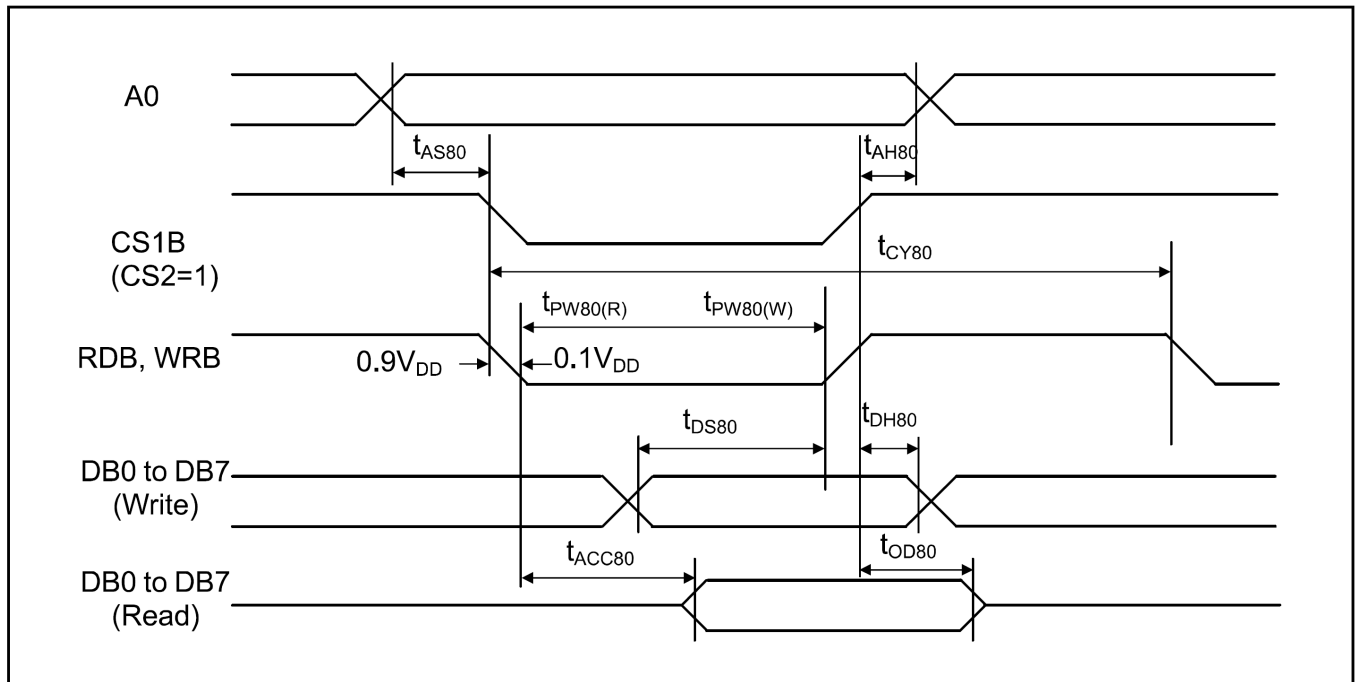 A0
tAS80
tAH80
CS1B
(CS2=1)
tCY80
tPW80(R)
tPW80(W)
RDB, WRB
0.9VDD
0.1VDD
tDS80
tDH80
DB0 to DB7
(Write)
tACC80
tOD80
DB0 to DB7
(Read)